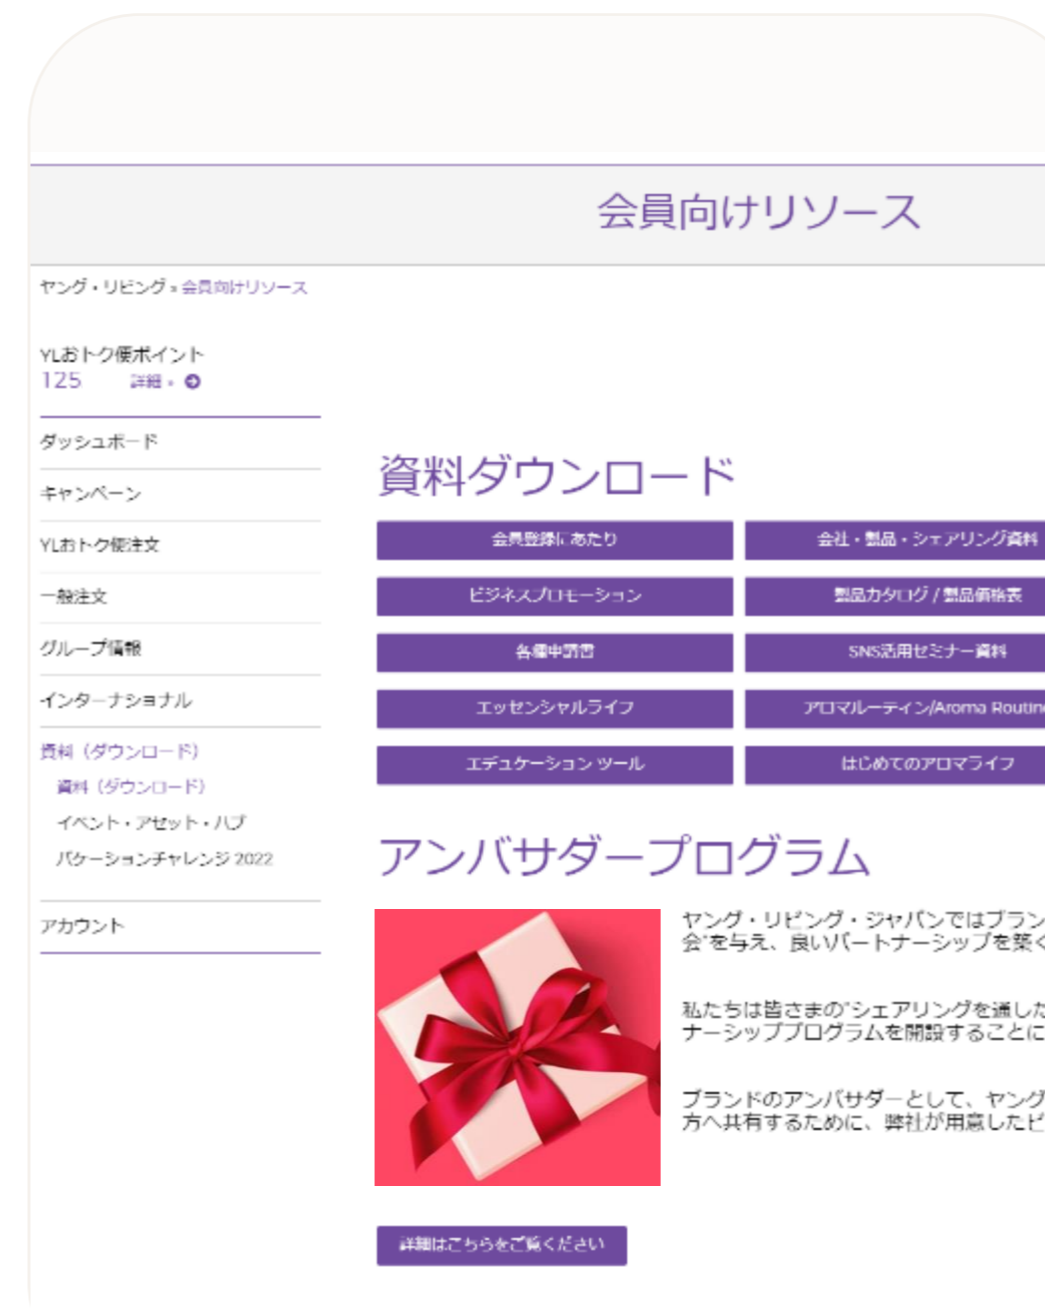 会員向けリソース
ヤング・リビング » 会員向けリソース
YLおトク便ポイント
125 詳細 »
ダッシュボード
キャンペーン
YLおトク便注文
一般注文
グループ情報
インターナショナル
資料（ダウンロード）
資料（ダウンロード）
イベント・アセット・ハブ
バケーションチャレンジ 2022
アカウント
資料ダウンロード
会員登録にあたり
会社・製品・シェアリング資料
ビジネスプロモーション
製品カタログ / 製品価格表
各種申請書
SNS活用セミナー資料
エッセンシャルライフ
アロマルーティン/Aroma Routine
エデュケーション ツール
はじめてのアロマライフ
アンバサダープログラム
ヤング・リビング・ジャパンではブラン
会"を与え、良いパートナーシップを築く
私たちは皆さまの"シェアリングを通した
ナーシッププログラムを開設することに
ブランドのアンバサダーとして、ヤング
方へ共有するために、弊社が用意したビ
詳細はこちらをご覧ください